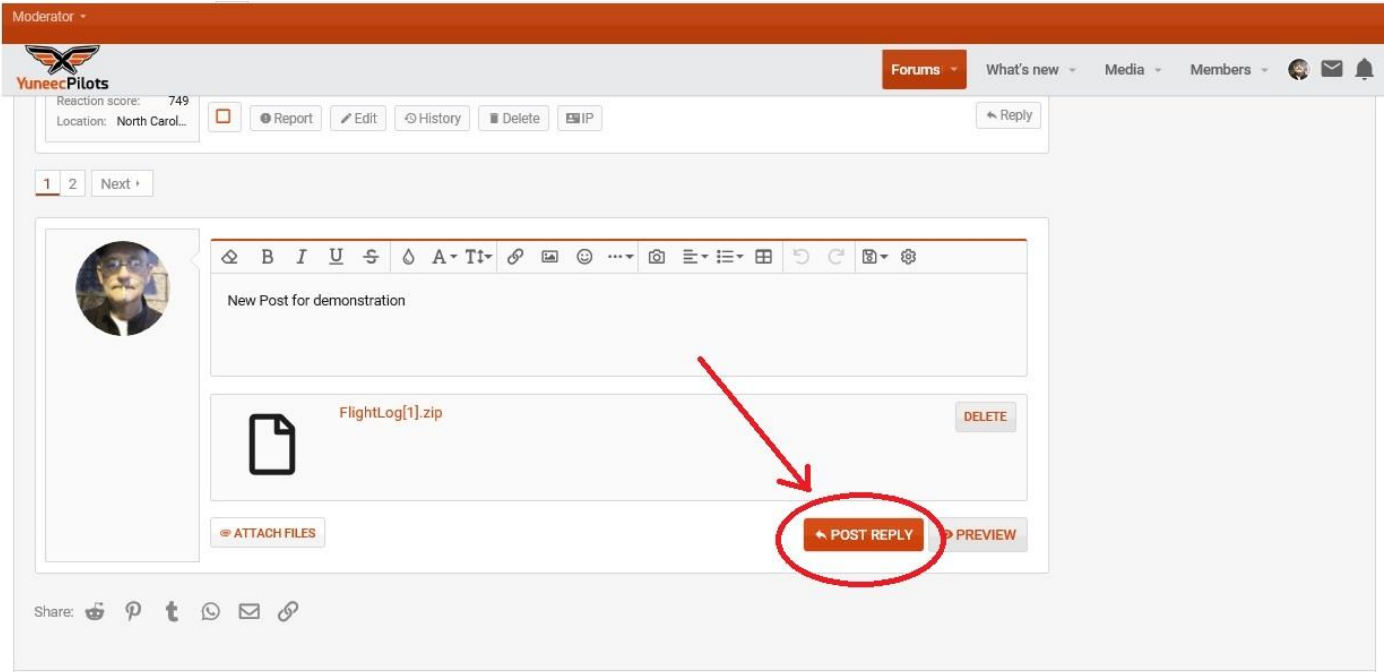 Moderator
YuneecPilots
Forums What's new Media Members
Reaction score: 749
Location: North Carol...
Report Edit History Delete IP Reply
1 2 Next
B I U S A T
New Post for demonstration
FlightLog[1].zip
DELETE
ATTACH FILES
POST REPLY PREVIEW
Share: